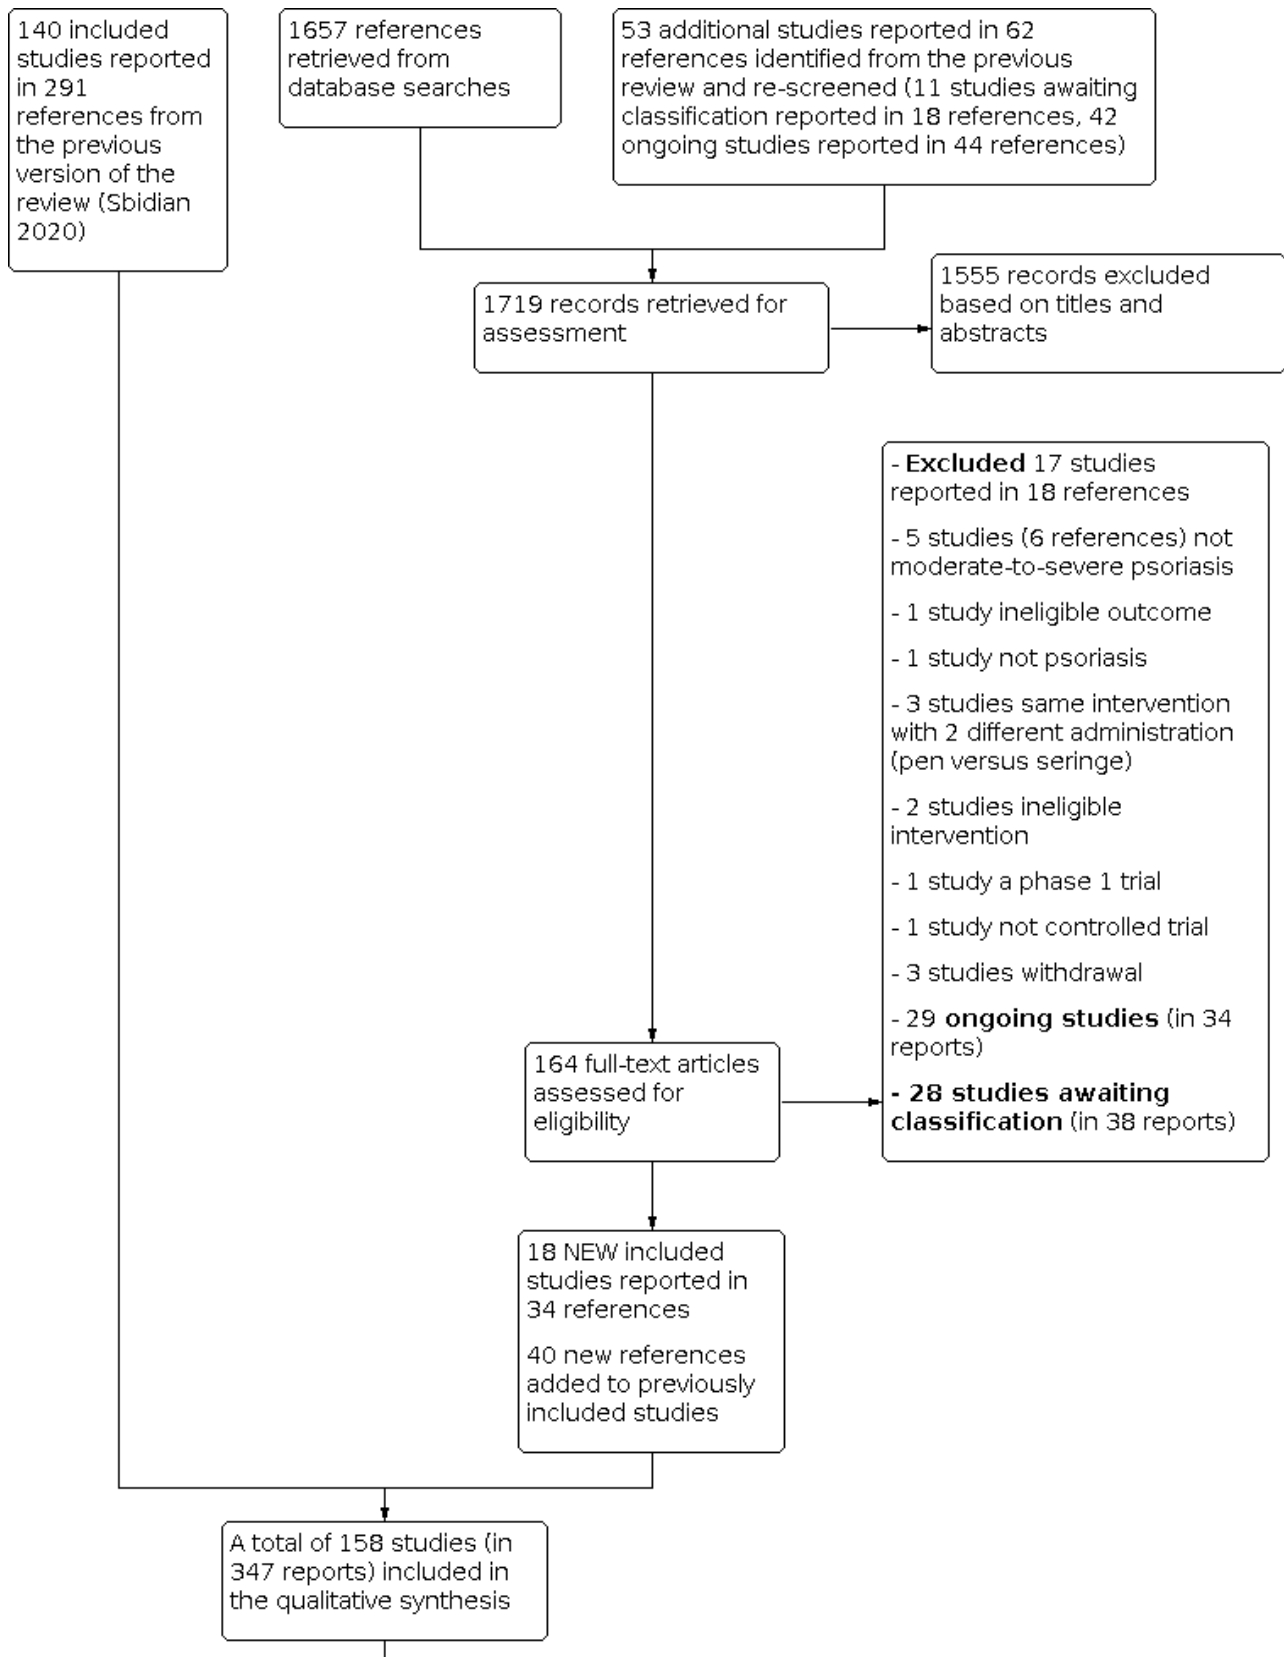 140 included
studies reported
in 291
references from
the previous
version of the
review (Sbidian
2020)
1657 references
retrieved from
database searches
53 additional studies reported in 62
references identified from the previous
review and re-screened (11 studies awaiting
classification reported in 18 references, 42
ongoing studies reported in 44 references)
1719 records retrieved for
assessment
1555 records excluded
based on titles and
abstracts
- Excluded 17 studies
reported in 18 references
- 5 studies (6 references) not
moderate-to-severe psoriasis
- 1 study ineligible outcome
- 1 study not psoriasis
- 3 studies same intervention
with 2 different administration
(pen versus seringe)
- 2 studies ineligible
intervention
- 1 study a phase 1 trial
- 1 study not controlled trial
- 3 studies withdrawal
- 29 ongoing studies (in 34
reports)
- 28 studies awaiting
classification (in 38 reports)
164 full-text articles
assessed for
eligibility
18 NEW included
studies reported in
34 references
40 new references
added to previously
included studies
A total of 158 studies (in
347 reports) included in
the qualitative synthesis